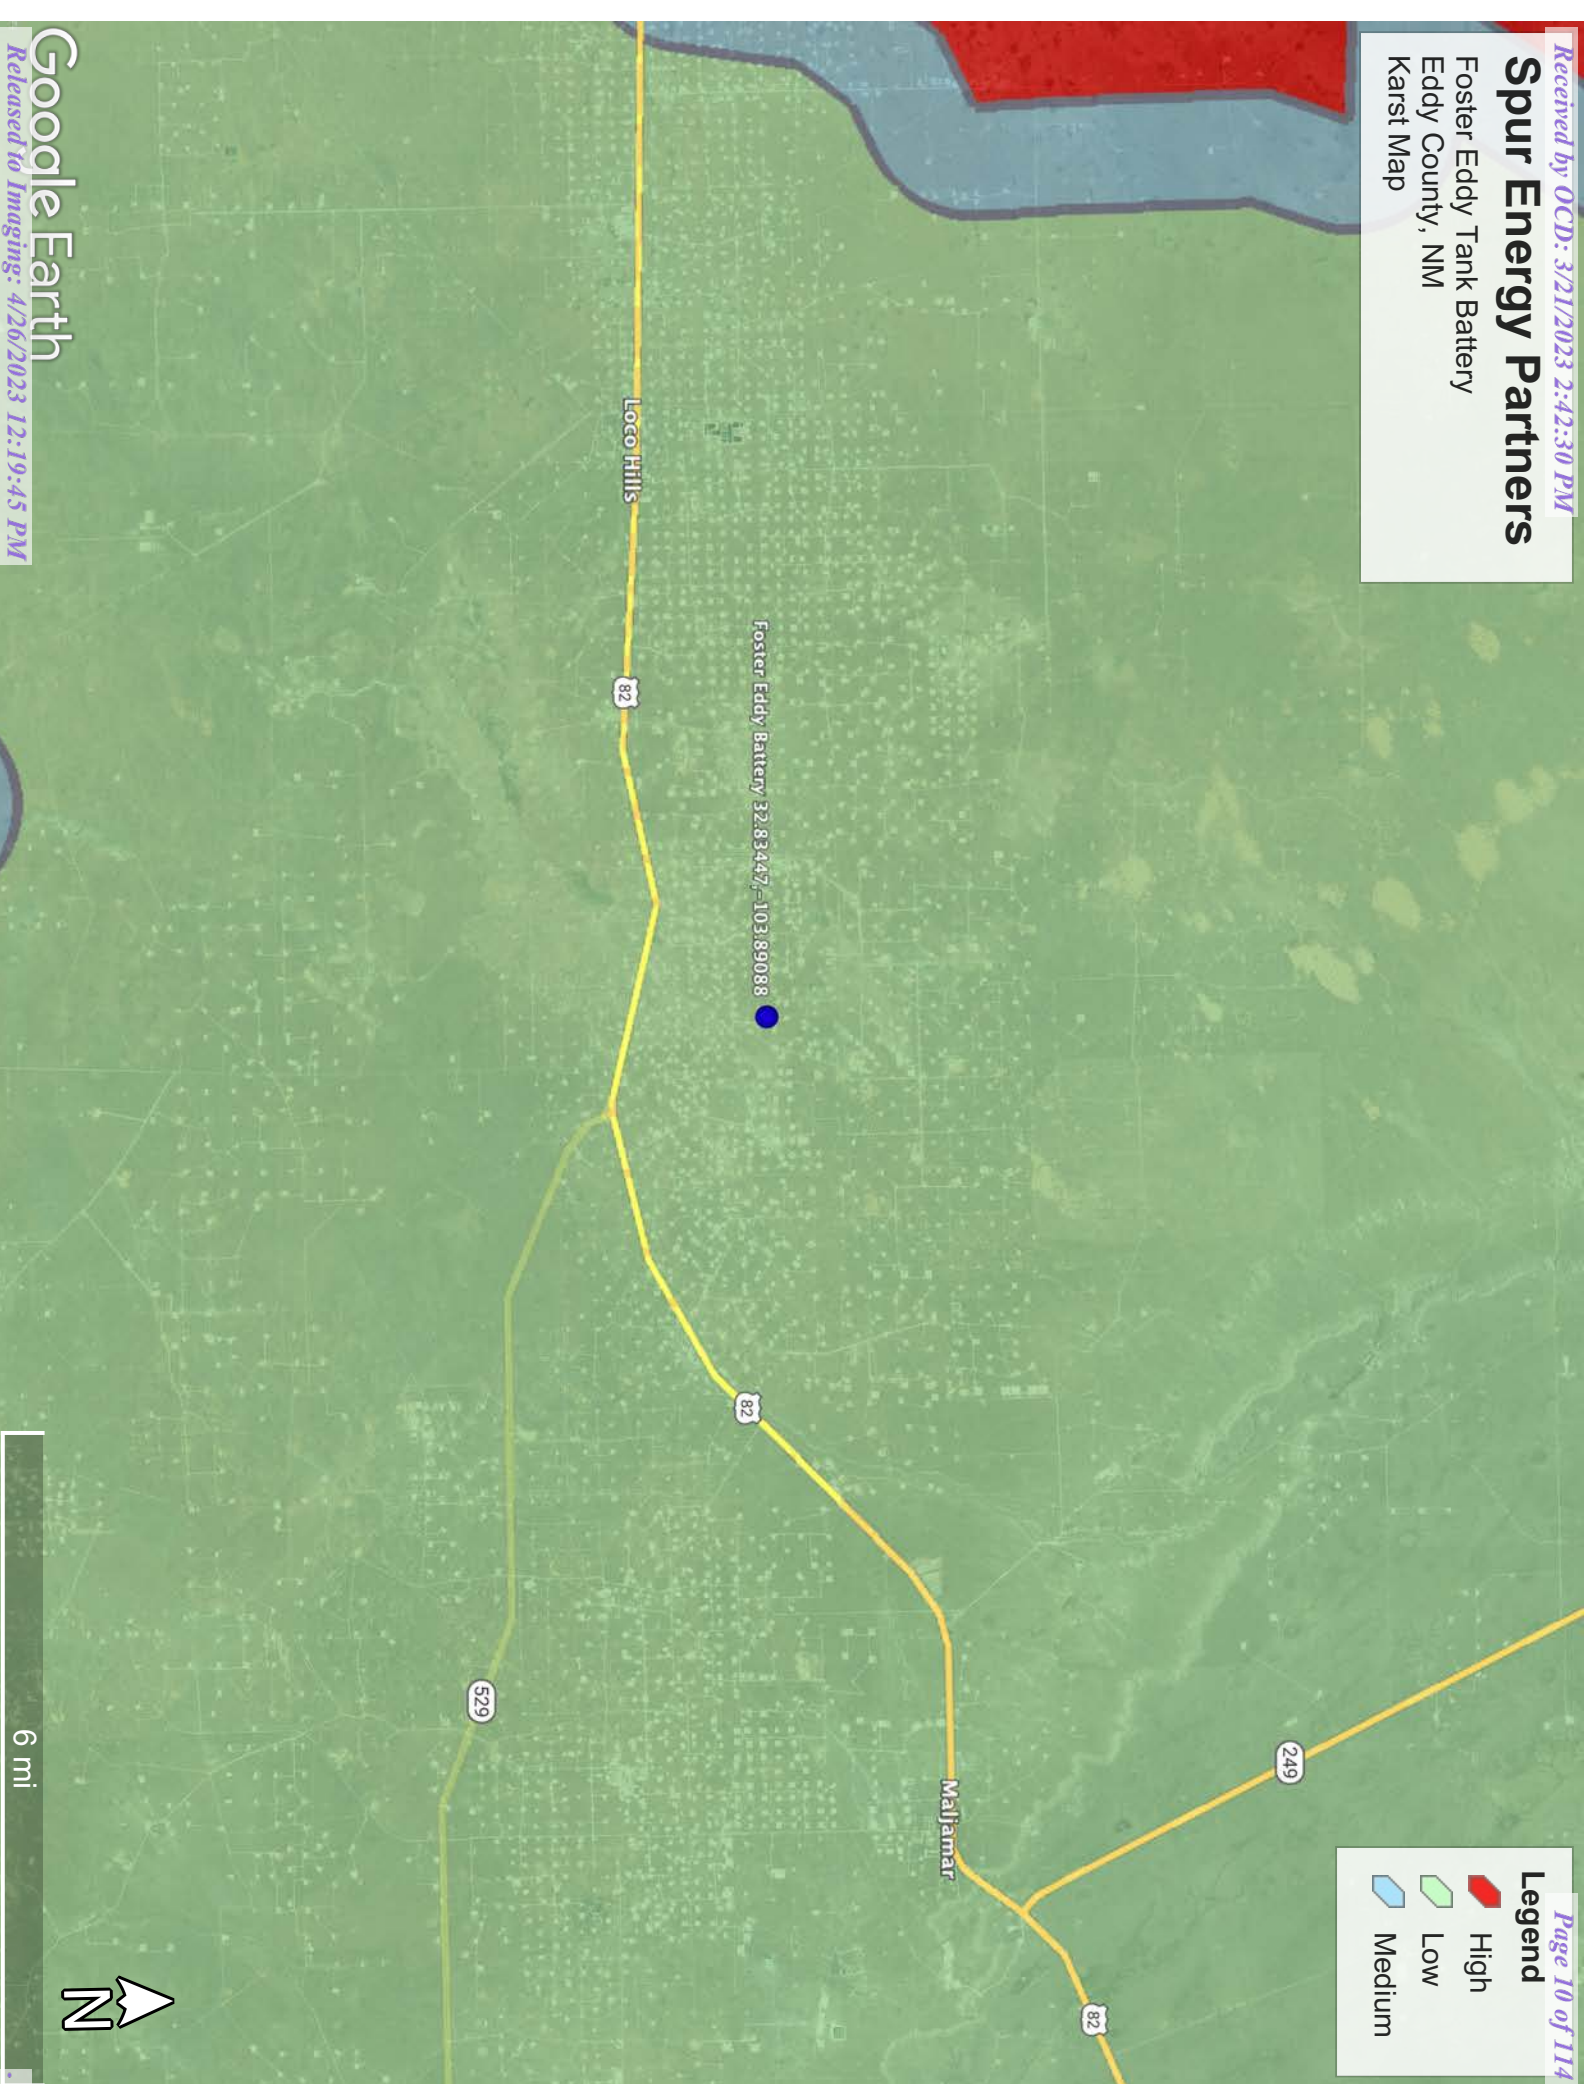 Received by OCD: 3/21/2023 2:42:30 PM
Page 10 of 114
Spur Energy Partners
Foster Eddy Tank Battery
Eddy County, NM
Karst Map
Legend
High
Low
Medium
249
82
Maljamar
Foster Eddy Battery 32.83447,-103.89088
82
Loco Hills
82
529
Google Earth
N
6 mi
Released to Imaging: 4/26/2023 12:19:45 PM